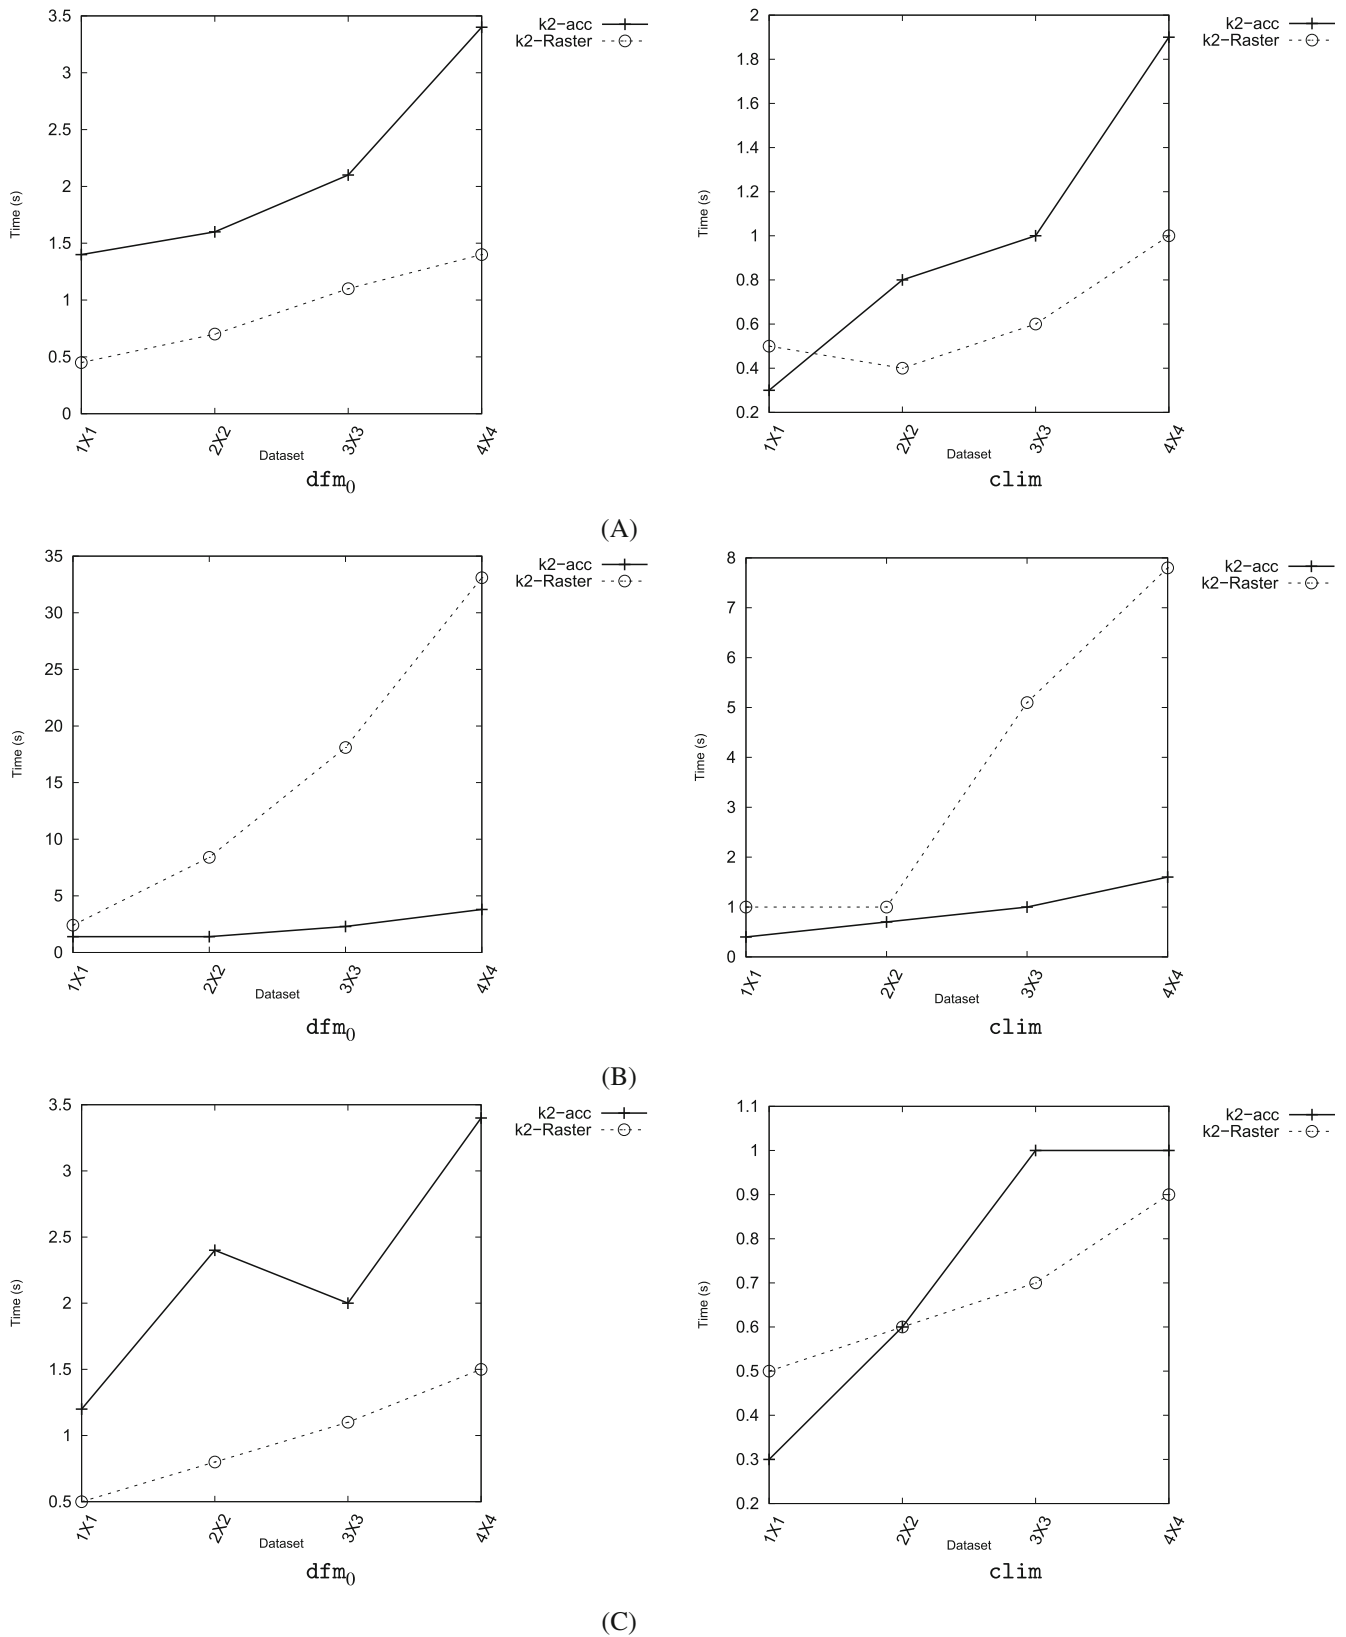 3.5
3
2.5
2
1.5
1
0.5
0
Time (s)
1X1
2X2
3X3
4X4
Dataset
k2−acc
k2−Raster
dfm0
2
1.8
1.6
1.4
1.2
1
0.8
0.6
0.4
0.2
Time (s)
1X1
2X2
3X3
4X4
Dataset
k2−acc
k2−Raster
clim
(A)
35
30
25
20
15
10
5
0
Time (s)
1X1
2X2
3X3
4X4
Dataset
k2−acc
k2−Raster
dfm0
8
7
6
5
4
3
2
1
0
Time (s)
1X1
2X2
3X3
4X4
Dataset
k2−acc
k2−Raster
clim
(B)
3.5
3
2.5
2
1.5
1
0.5
Time (s)
1X1
2X2
3X3
4X4
Dataset
k2−acc
k2−Raster
dfm0
1.1
1
0.9
0.8
0.7
0.6
0.5
0.4
0.3
0.2
Time (s)
1X1
2X2
3X3
4X4
Dataset
k2−acc
k2−Raster
clim
(C)